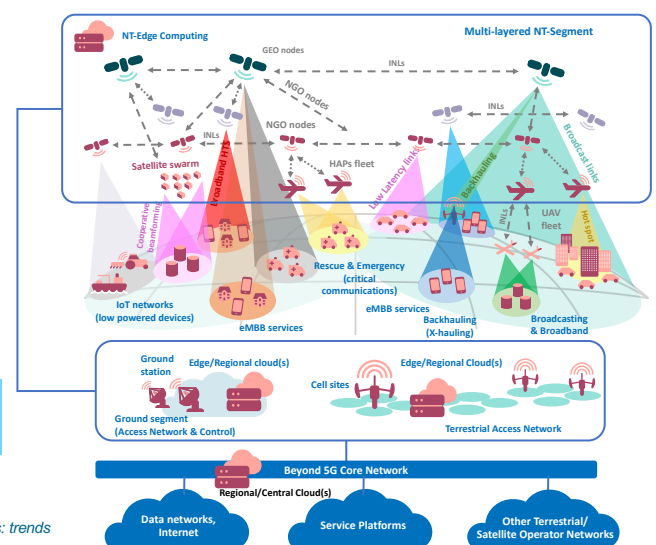 NT-Edge Computing
Multi-layered NT-Segment
GEO nodes
INLs
NGO nodes
INLs
INLs
NGO nodes
Satellite swarm
Broadband HTS
HAPs fleet
Low Latency links
Backhauling
Broadcast links
Cooperative
beamforming
INLs
UAV
fleet
Hot spot
Rescue & Emergency
(critical
communications)
IoT networks
(low powered devices)
eMBB services
eMBB services
Backhauling
(X-hauling)
Broadcasting
& Broadband
Ground
station
Edge/Regional cloud(s)
Ground segment
(Access Network & Control)
Edge/Regional Cloud(s)
Cell sites
Terrestrial Access Network
Beyond 5G Core Network
Regional/Central Cloud(s)
Data networks,
Internet
Service Platforms
Other Terrestrial/
Satellite Operator Networks
s: trends